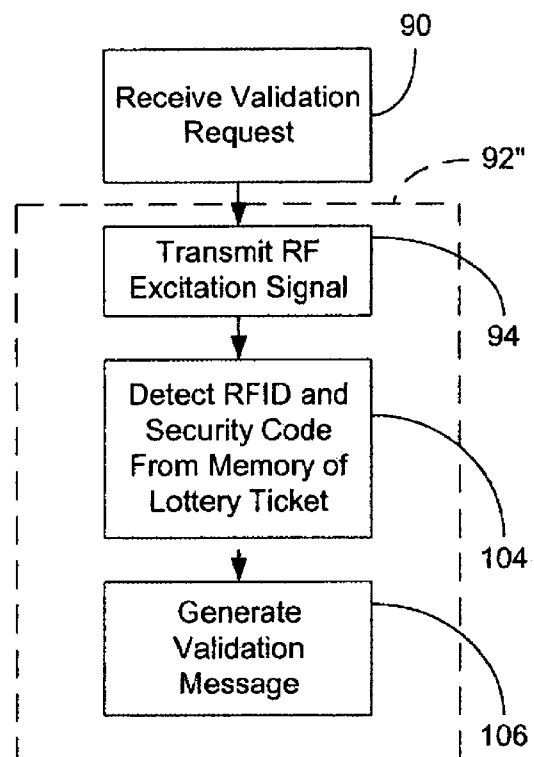 90
Receive Validation
Request
92"
Transmit RF
Excitation Signal
94
Detect RFID and
Security Code
From Memory of
Lottery Ticket
104
Generate
Validation
Message
106